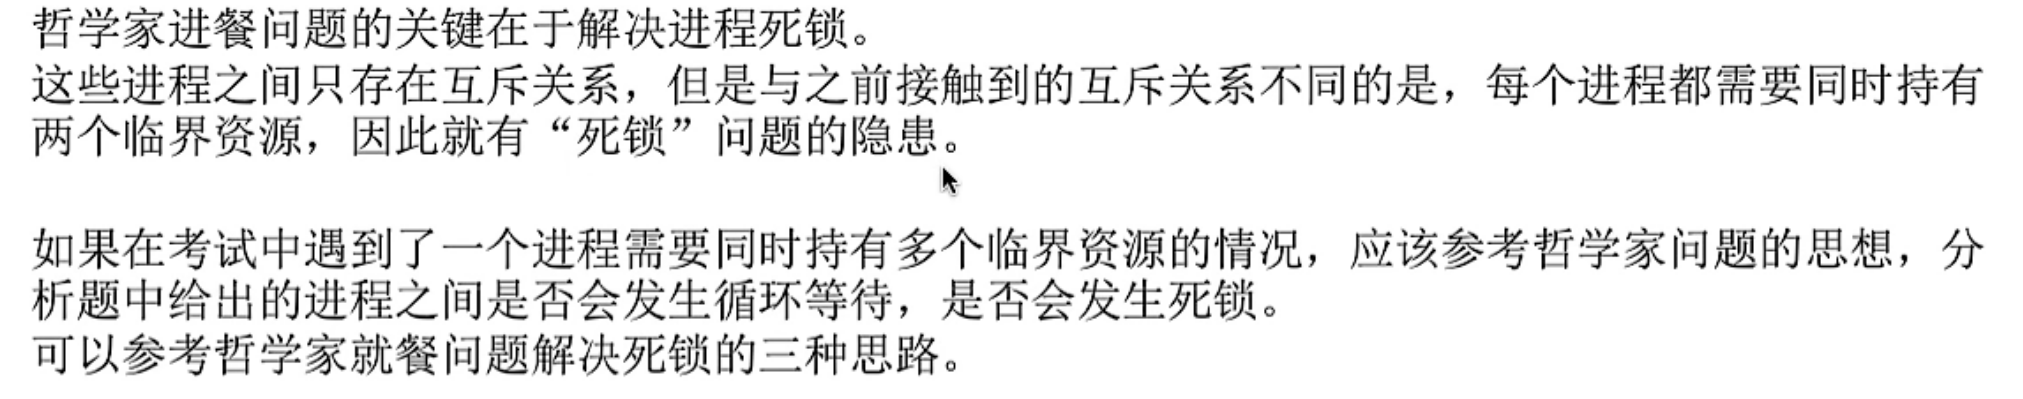 哲学家进餐问题的关键在于解决进程死锁。
这些进程之间只存在互斥关系，但是与之前接触到的互斥关系不同的是，每个进程都需要同时持有
两个临界资源，因此就有“死锁”问题的隐患。
如果在考试中遇到了一个进程需要同时持有多个临界资源的情况，应该参考哲学家问题的思想，分
析题中给出的进程之间是否会发生循环等待，是否会发生死锁。
可以参考哲学家就餐问题解决死锁的三种思路。